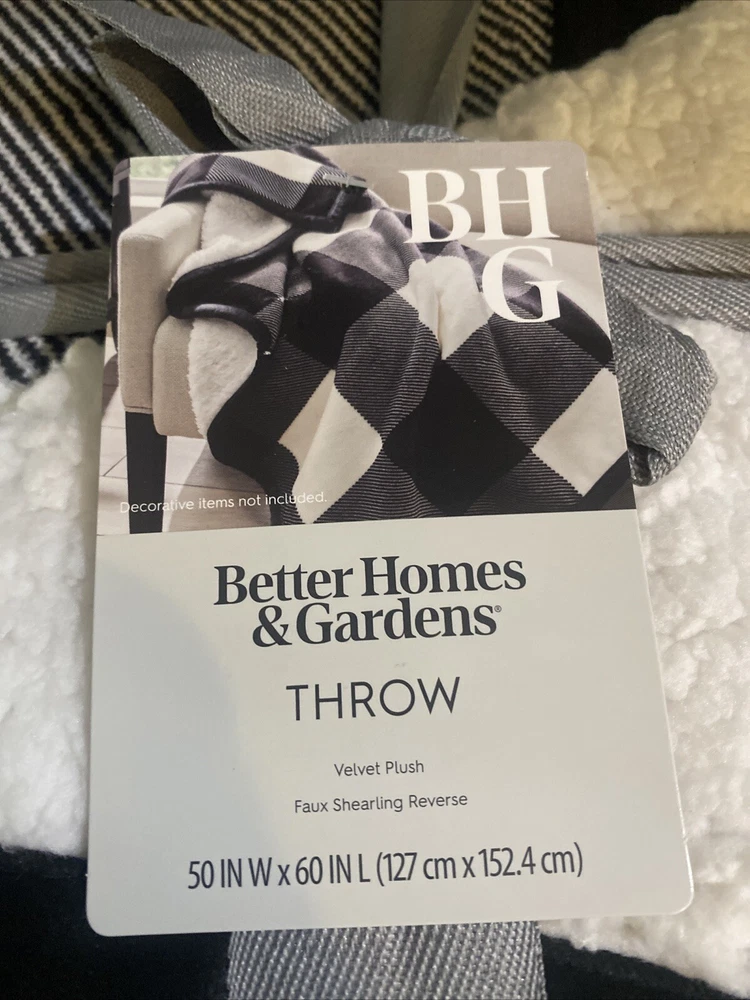 BH
G
Decorative items not included.
Better Homes
& Gardens®
THROW
Velvet Plush
Faux Shearling Reverse
50 IN W x 60 IN L (127 cm x 152.4 cm)